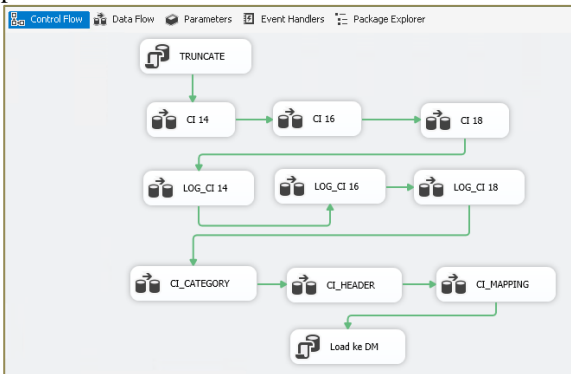 Control Flow Data Flow Parameters Event Handlers Package Explorer
TRUNCATE
CI 14 CI 16 CI 18
LOG_CI 14 LOG_CI 16 LOG_CI 18
CI_CATEGORY CI_HEADER CI_MAPPING
Load ke DM